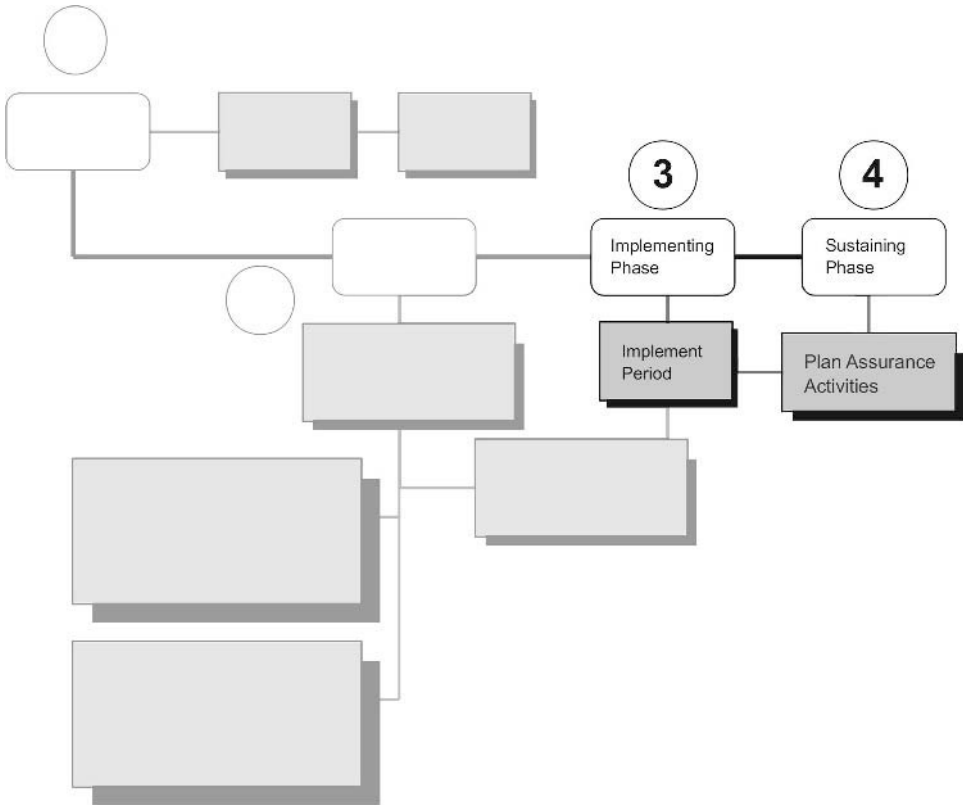 3
4
Implementing
Phase
Sustaining
Phase
Implement
Period
Plan Assurance
Activities